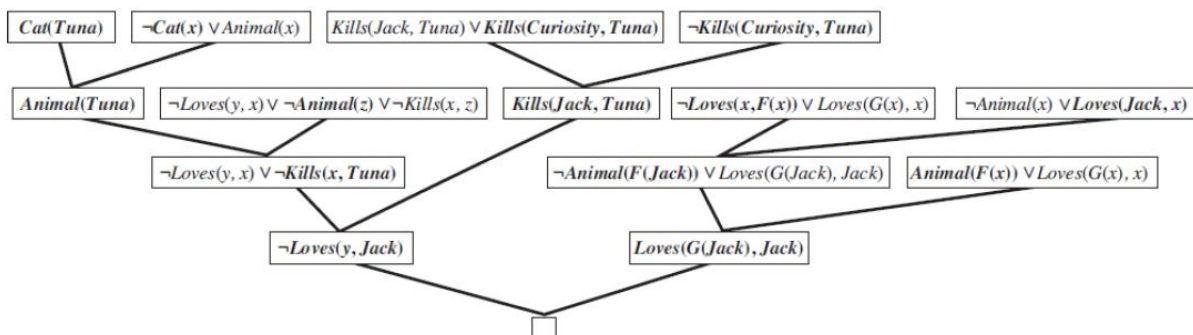 Cat(Tuna) ¬Cat(x) ∨ Animal(x) Kills(Jack, Tuna) ∨ Kills(Curiosity, Tuna) ¬Kills(Curiosity, Tuna)
Animal(Tuna) ¬Loves(y, x) ∨ ¬Animal(z) ∨ ¬Kills(x, z) Kills(Jack, Tuna) ¬Loves(x, F(x)) ∨ Loves(G(x), x) ¬Animal(x) ∨ Loves(Jack, x)
¬Loves(y, x) ∨ ¬Kills(x, Tuna) ¬Animal(F(Jack)) ∨ Loves(G(Jack), Jack) Animal(F(x)) ∨ Loves(G(x), x)
¬Loves(y, Jack) Loves(G(Jack), Jack)